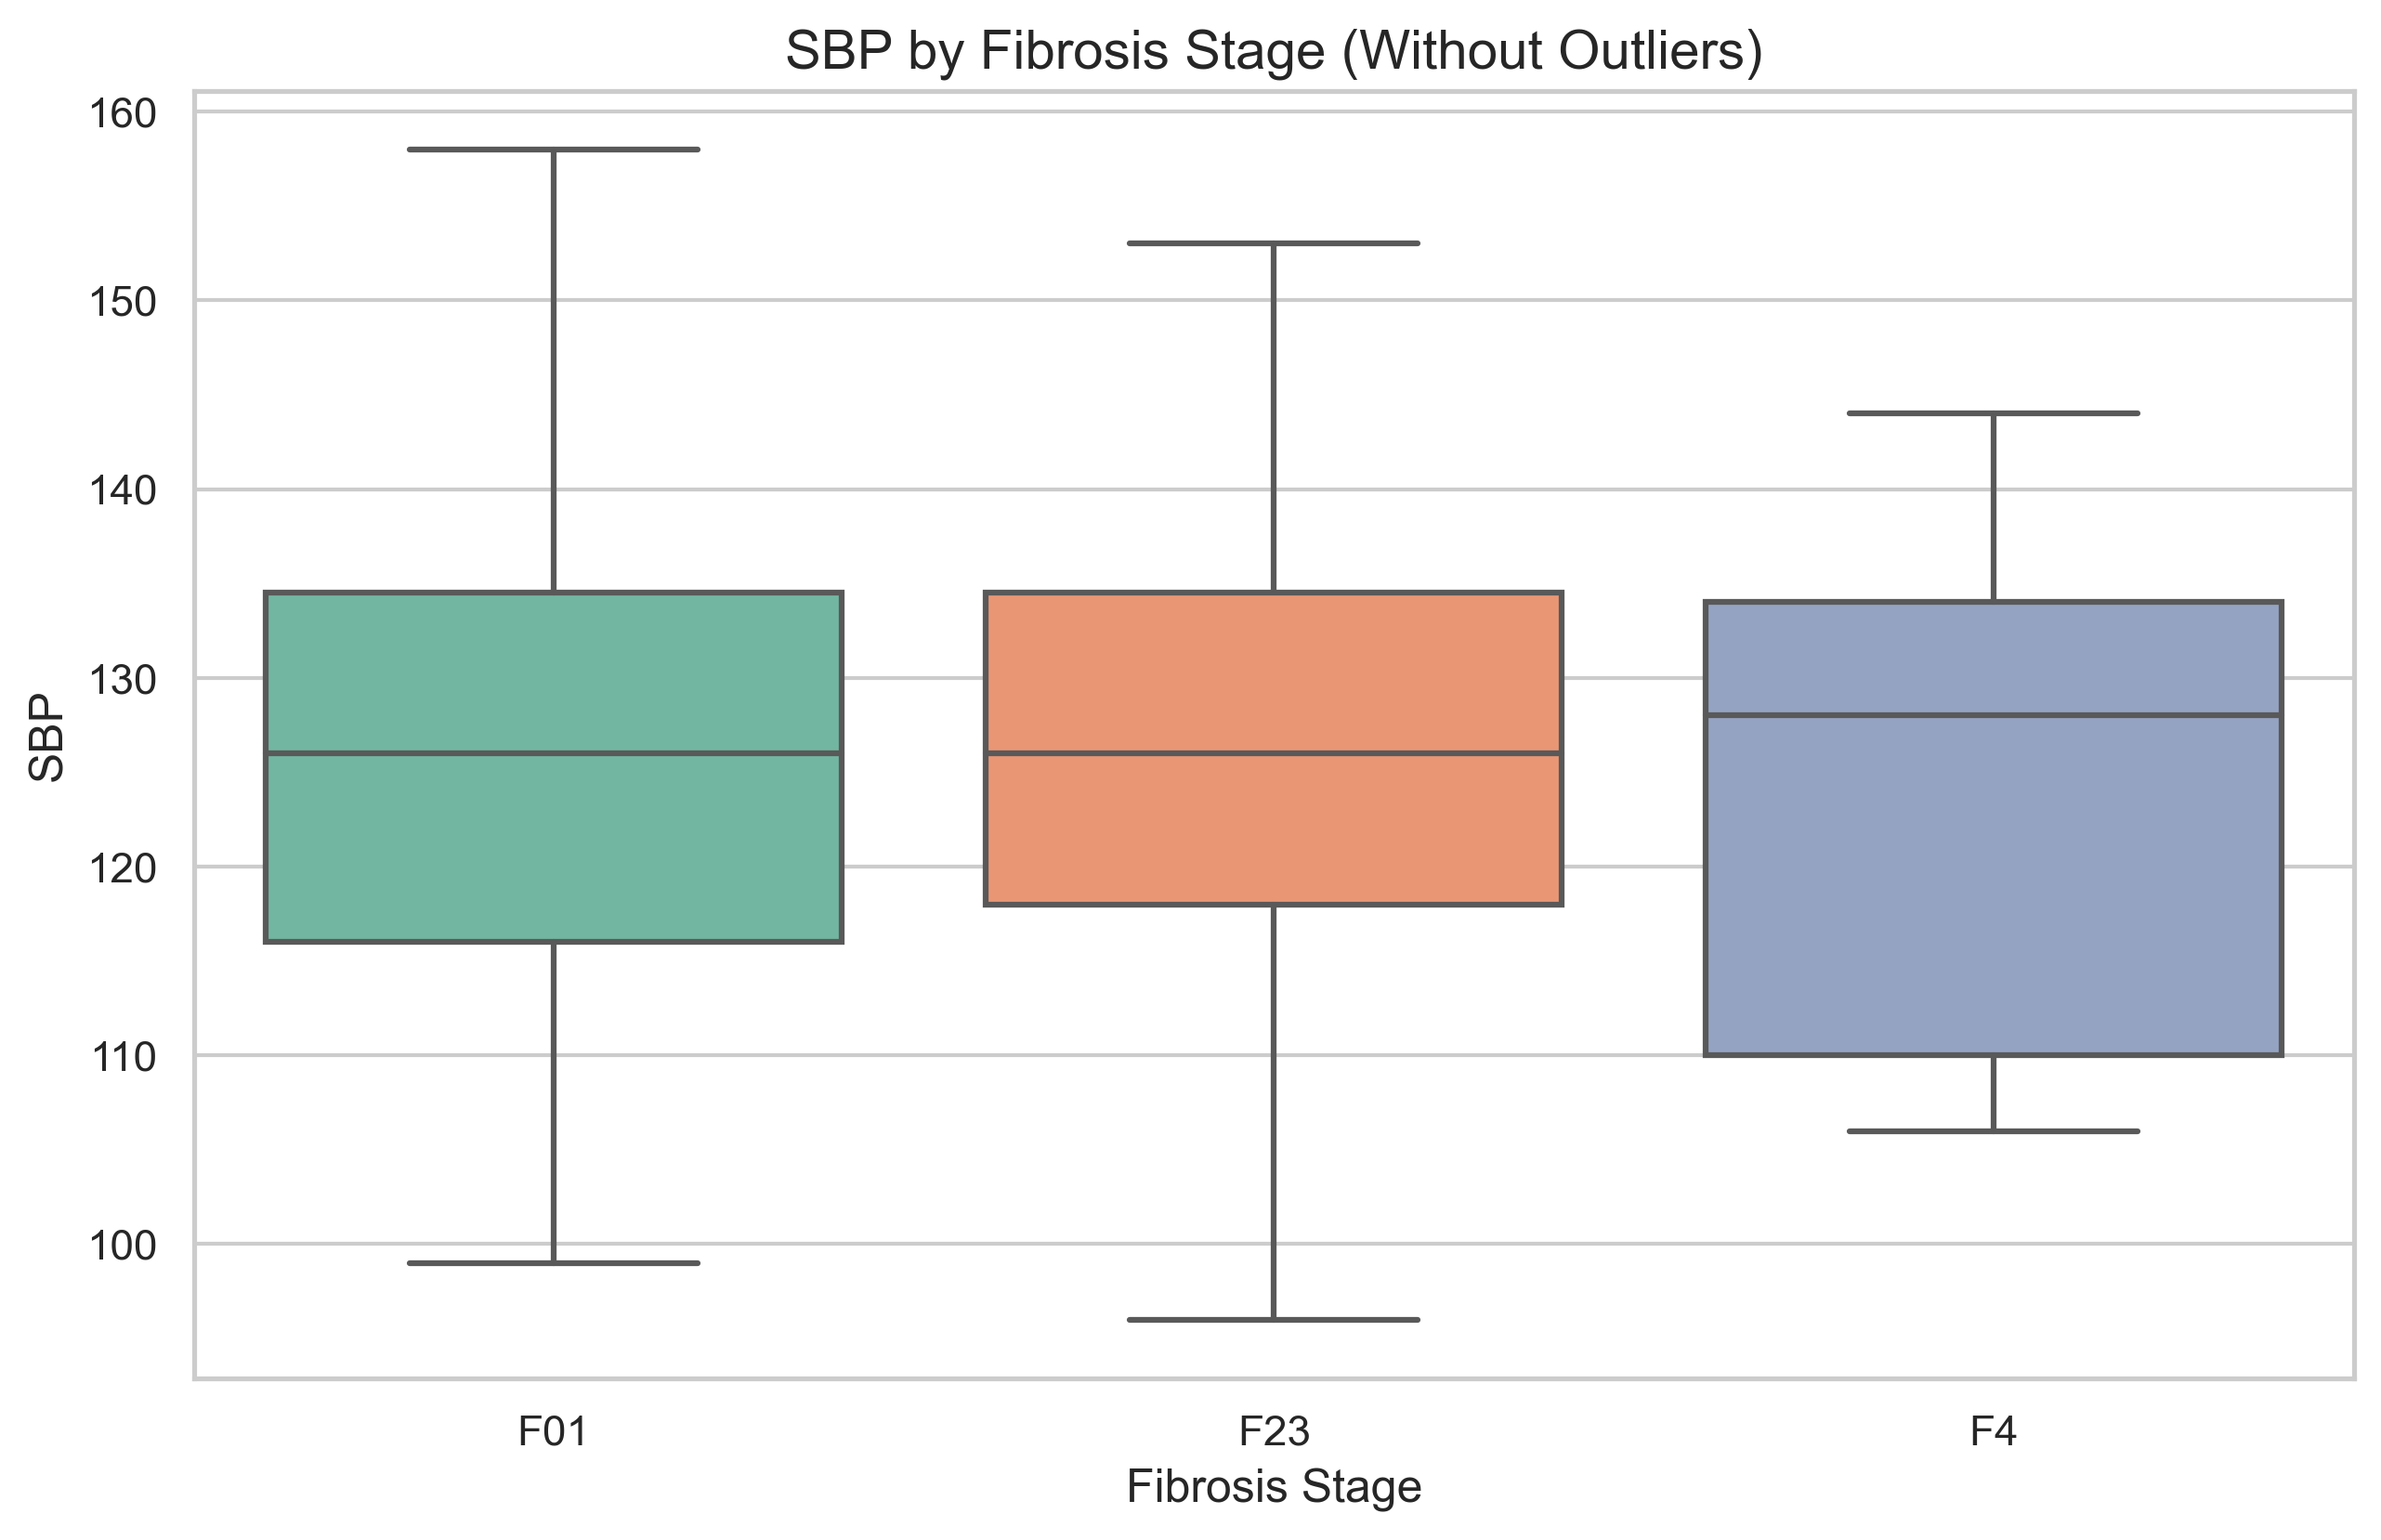 SBP by Fibrosis Stage (Without Outliers)
160
150
140
130
120
110
100
SBP
F01
F23
F4
Fibrosis Stage